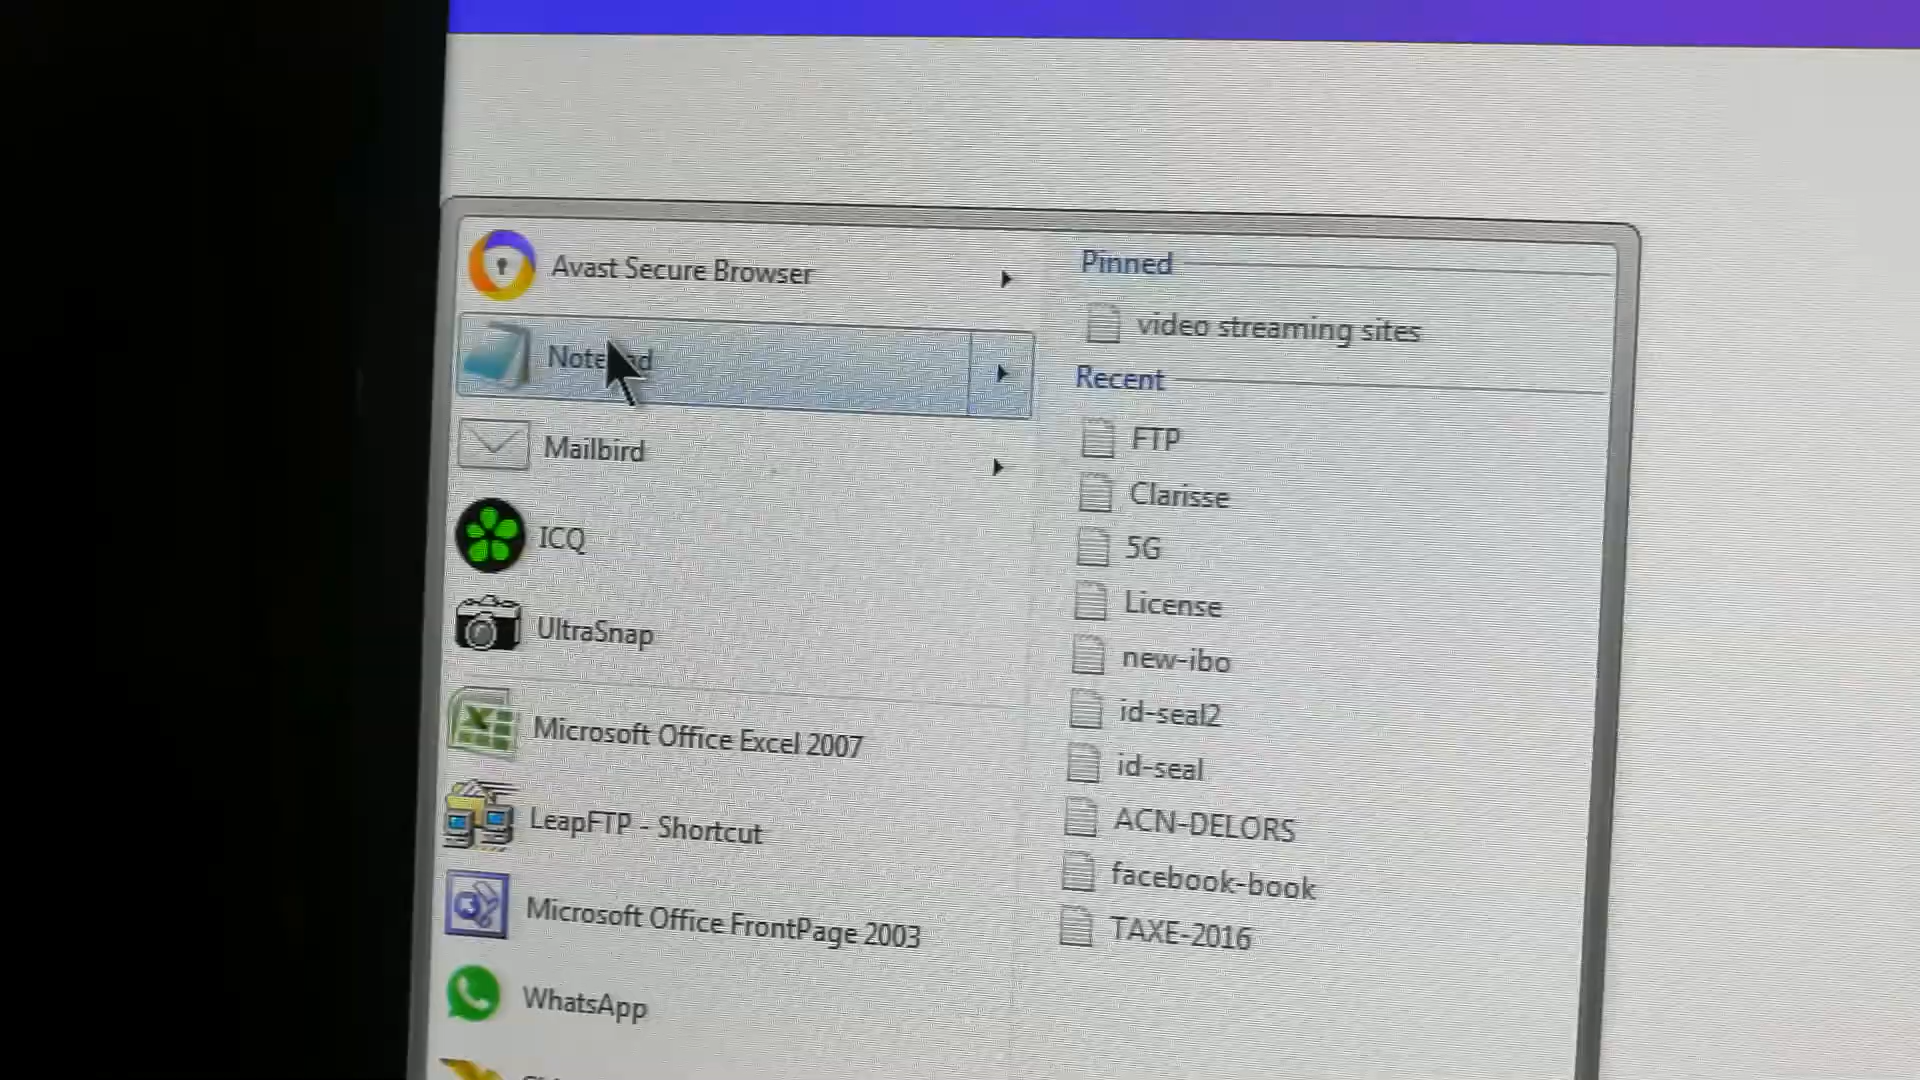 Avast Secure Browser
Notepad
Mailbird
ICQ
UltraSnap
Microsoft Office Excel 2007
LeapFTP - Shortcut
Microsoft Office FrontPage 2003
WhatsApp
Pinned
video streaming sites
Recent
FTP
Clarisse
5G
License
new-ibo
id-seal2
id-seal
ACN-DELORS
facebook-book
TAXE-2016